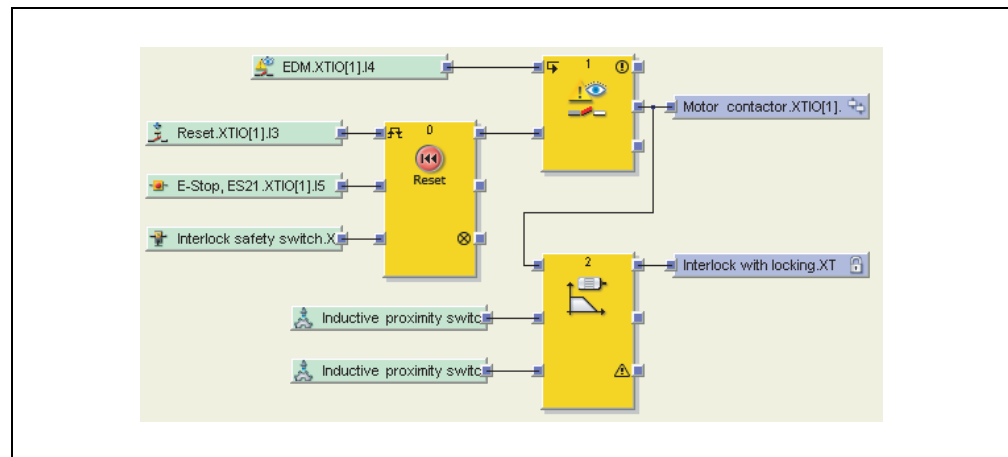 EDM.XTIO[1].I4
1
Motor contactor.XTIO[1].
Reset.XTIO[1].I3
0
Reset
E-Stop, ES21.XTIO[1].I5
Interlock safety switch.X
2
Interlock with locking.XT
Inductive proximity switc
Inductive proximity switc